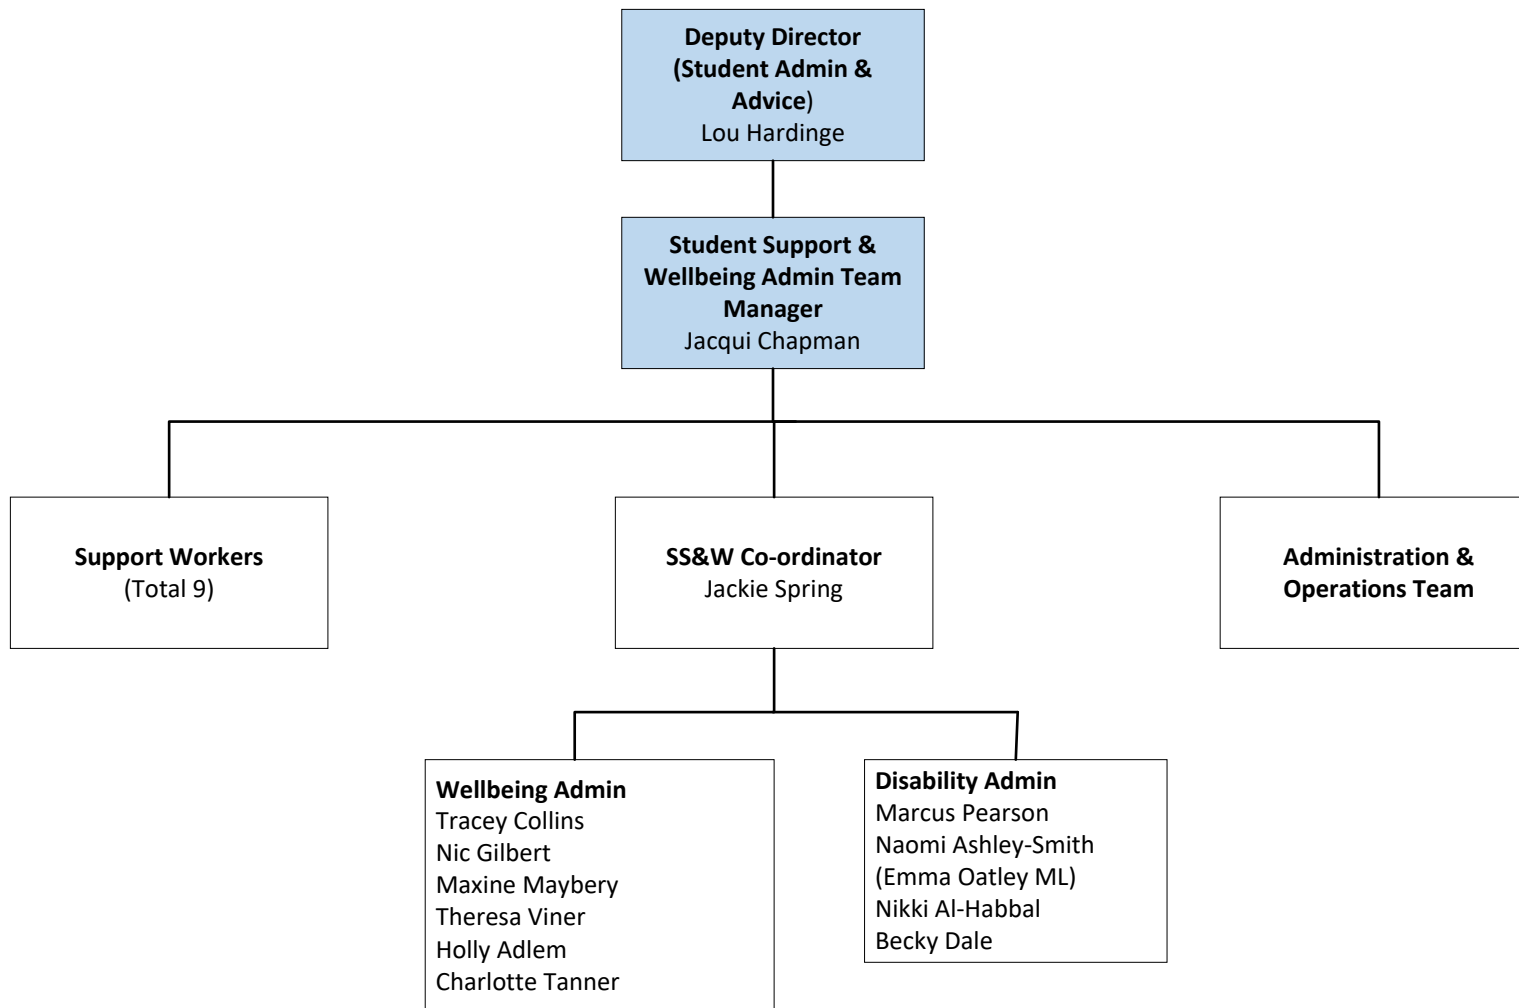 Deputy Director
(Student Admin &
Advice)
Lou Hardinge
Student Support &
Wellbeing Admin Team
Manager
Jacqui Chapman
Support Workers
(Total 9)
SS&W Co-ordinator
Jackie Spring
Administration &
Operations Team
Wellbeing Admin
Tracey Collins
Nic Gilbert
Maxine Maybery
Theresa Viner
Holly Adlem
Charlotte Tanner
Disability Admin
Marcus Pearson
Naomi Ashley-Smith
(Emma Oatley ML)
Nikki Al-Habbal
Becky Dale